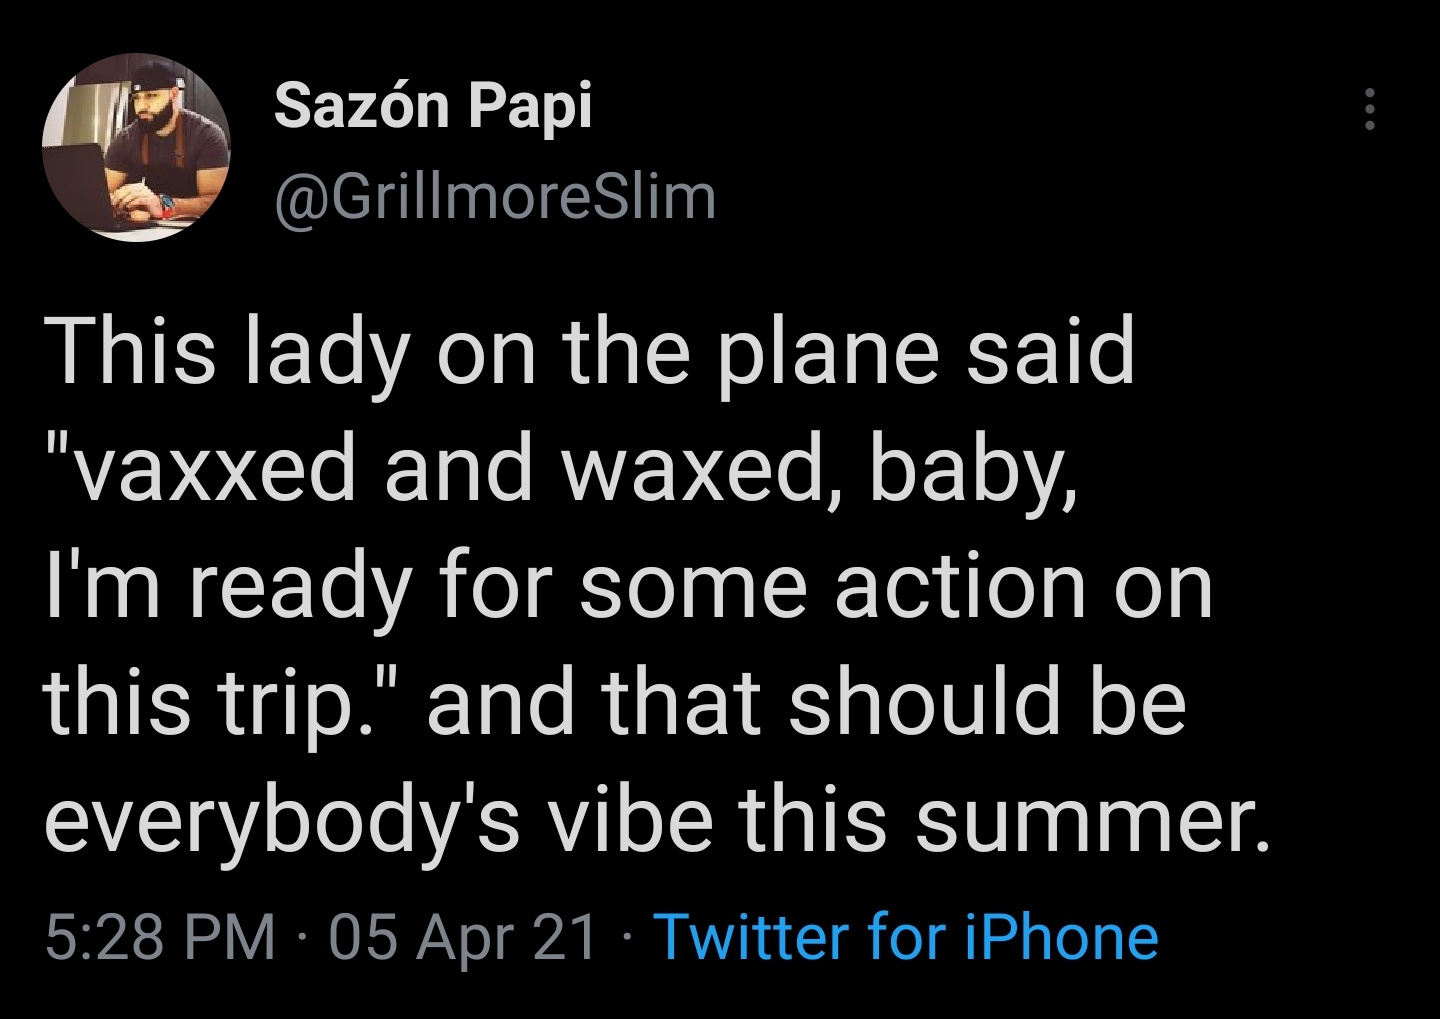 Sazón Papi
@GrillmoreSlim
This lady on the plane said
"vaxxed and waxed, baby,
I'm ready for some action on
this trip." and that should be
everybody's vibe this summer.
5:28 PM · 05 Apr 21 · Twitter for iPhone